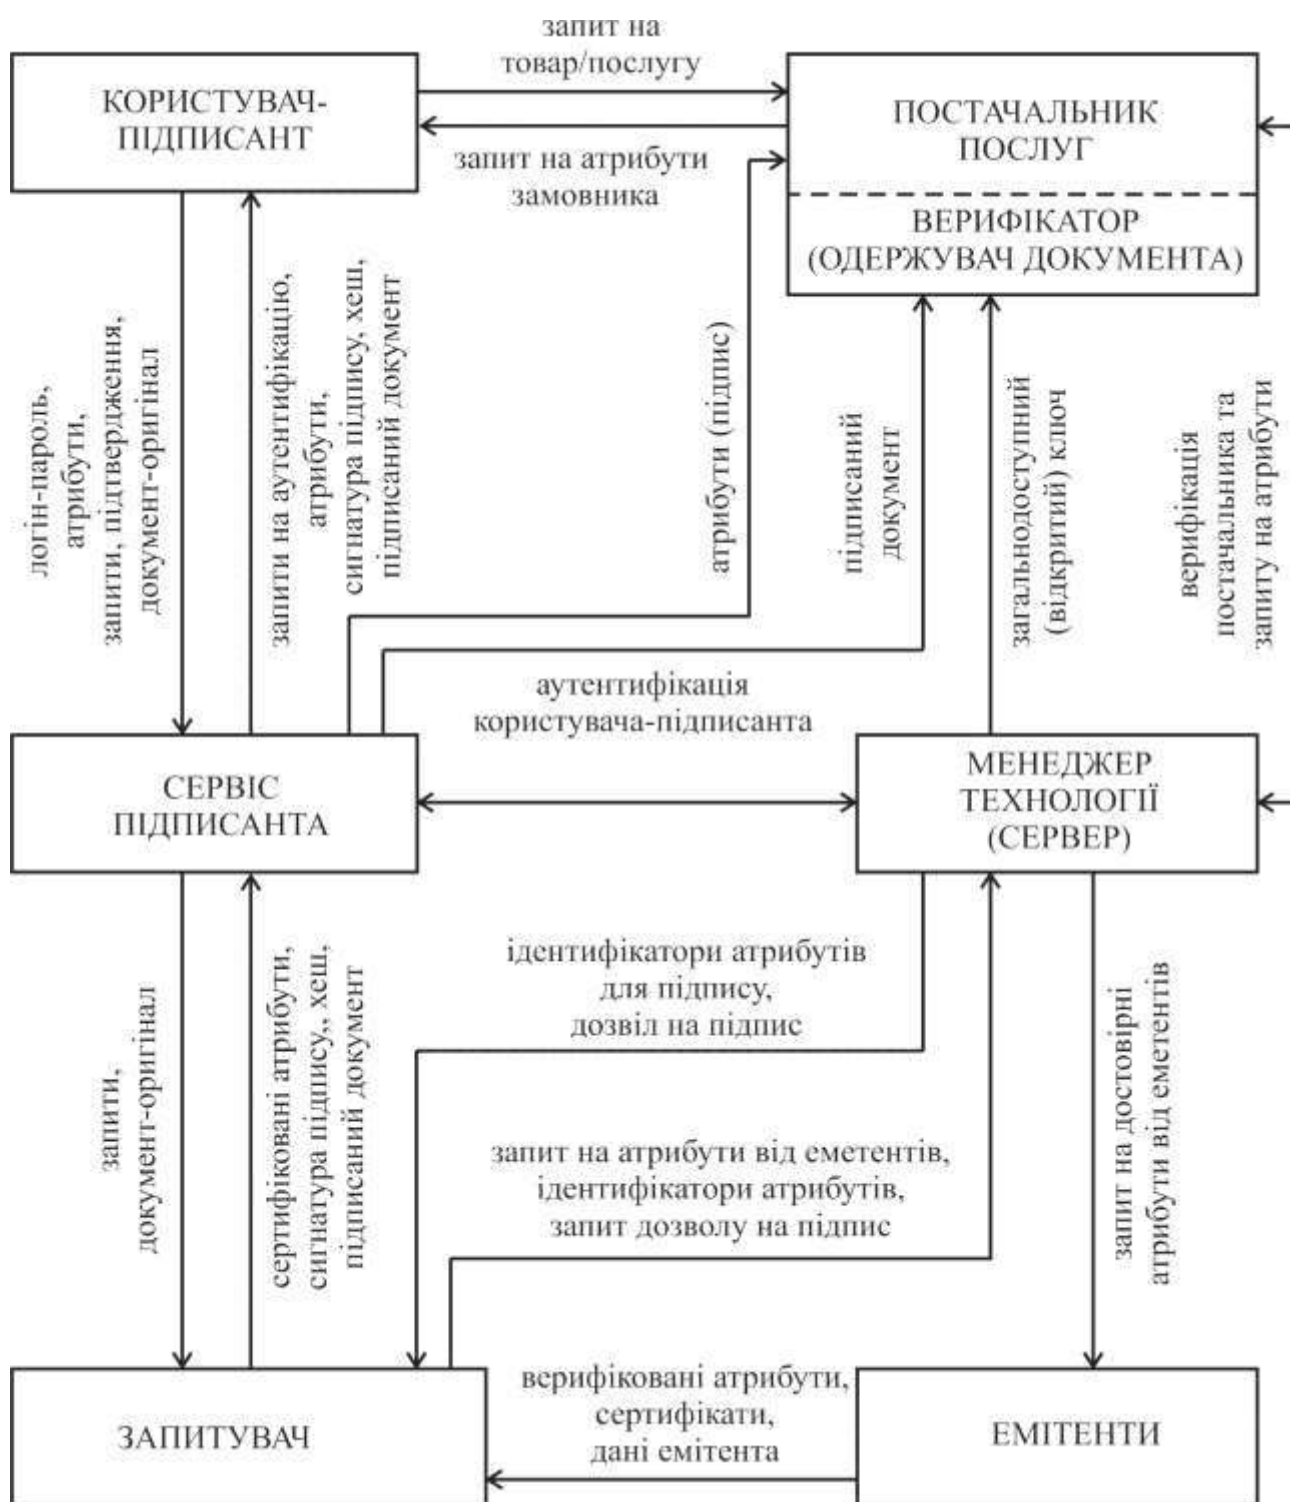 запит на
товар/послугу
КОРИСТУВАЧ-
ПІДПИСАНТ
ПОСТАЧАЛЬНИК
ПОСЛУГ
запит на атрибути
замовника
ВЕРИФІКАТОР
(ОДЕРЖУВАЧ ДОКУМЕНТА)
логін-пароль,
атрибути,
запити, підтвердження,
документ-оригінал
запити на аутентифікацію,
атрибути,
сигнатура підпису, хеш,
підписаний документ
атрибути (підпис)
підписаний
документ
загальнодоступний
(відкритий) ключ
верифікація
постачальника та
запиту на атрибути
аутентифікація
користувача-підписанта
СЕРВІС
ПІДПИСАНТА
МЕНЕДЖЕР
ТЕХНОЛОГІЇ
(СЕРВЕР)
запити,
документ-оригінал
сертифіковані атрибути,
сигнатура підпису,, хеш,
підписаний документ
ідентифікатори атрибутів
для підпису,
дозвіл на підпис
запит на атрибути від еметентів,
ідентифікатори атрибутів,
запит дозволу на підпис
запит на достовірні
атрибути від еметентів
ЗАПИТУВАЧ
верифіковані атрибути,
сертифікати,
дані емітента
ЕМІТЕНТИ